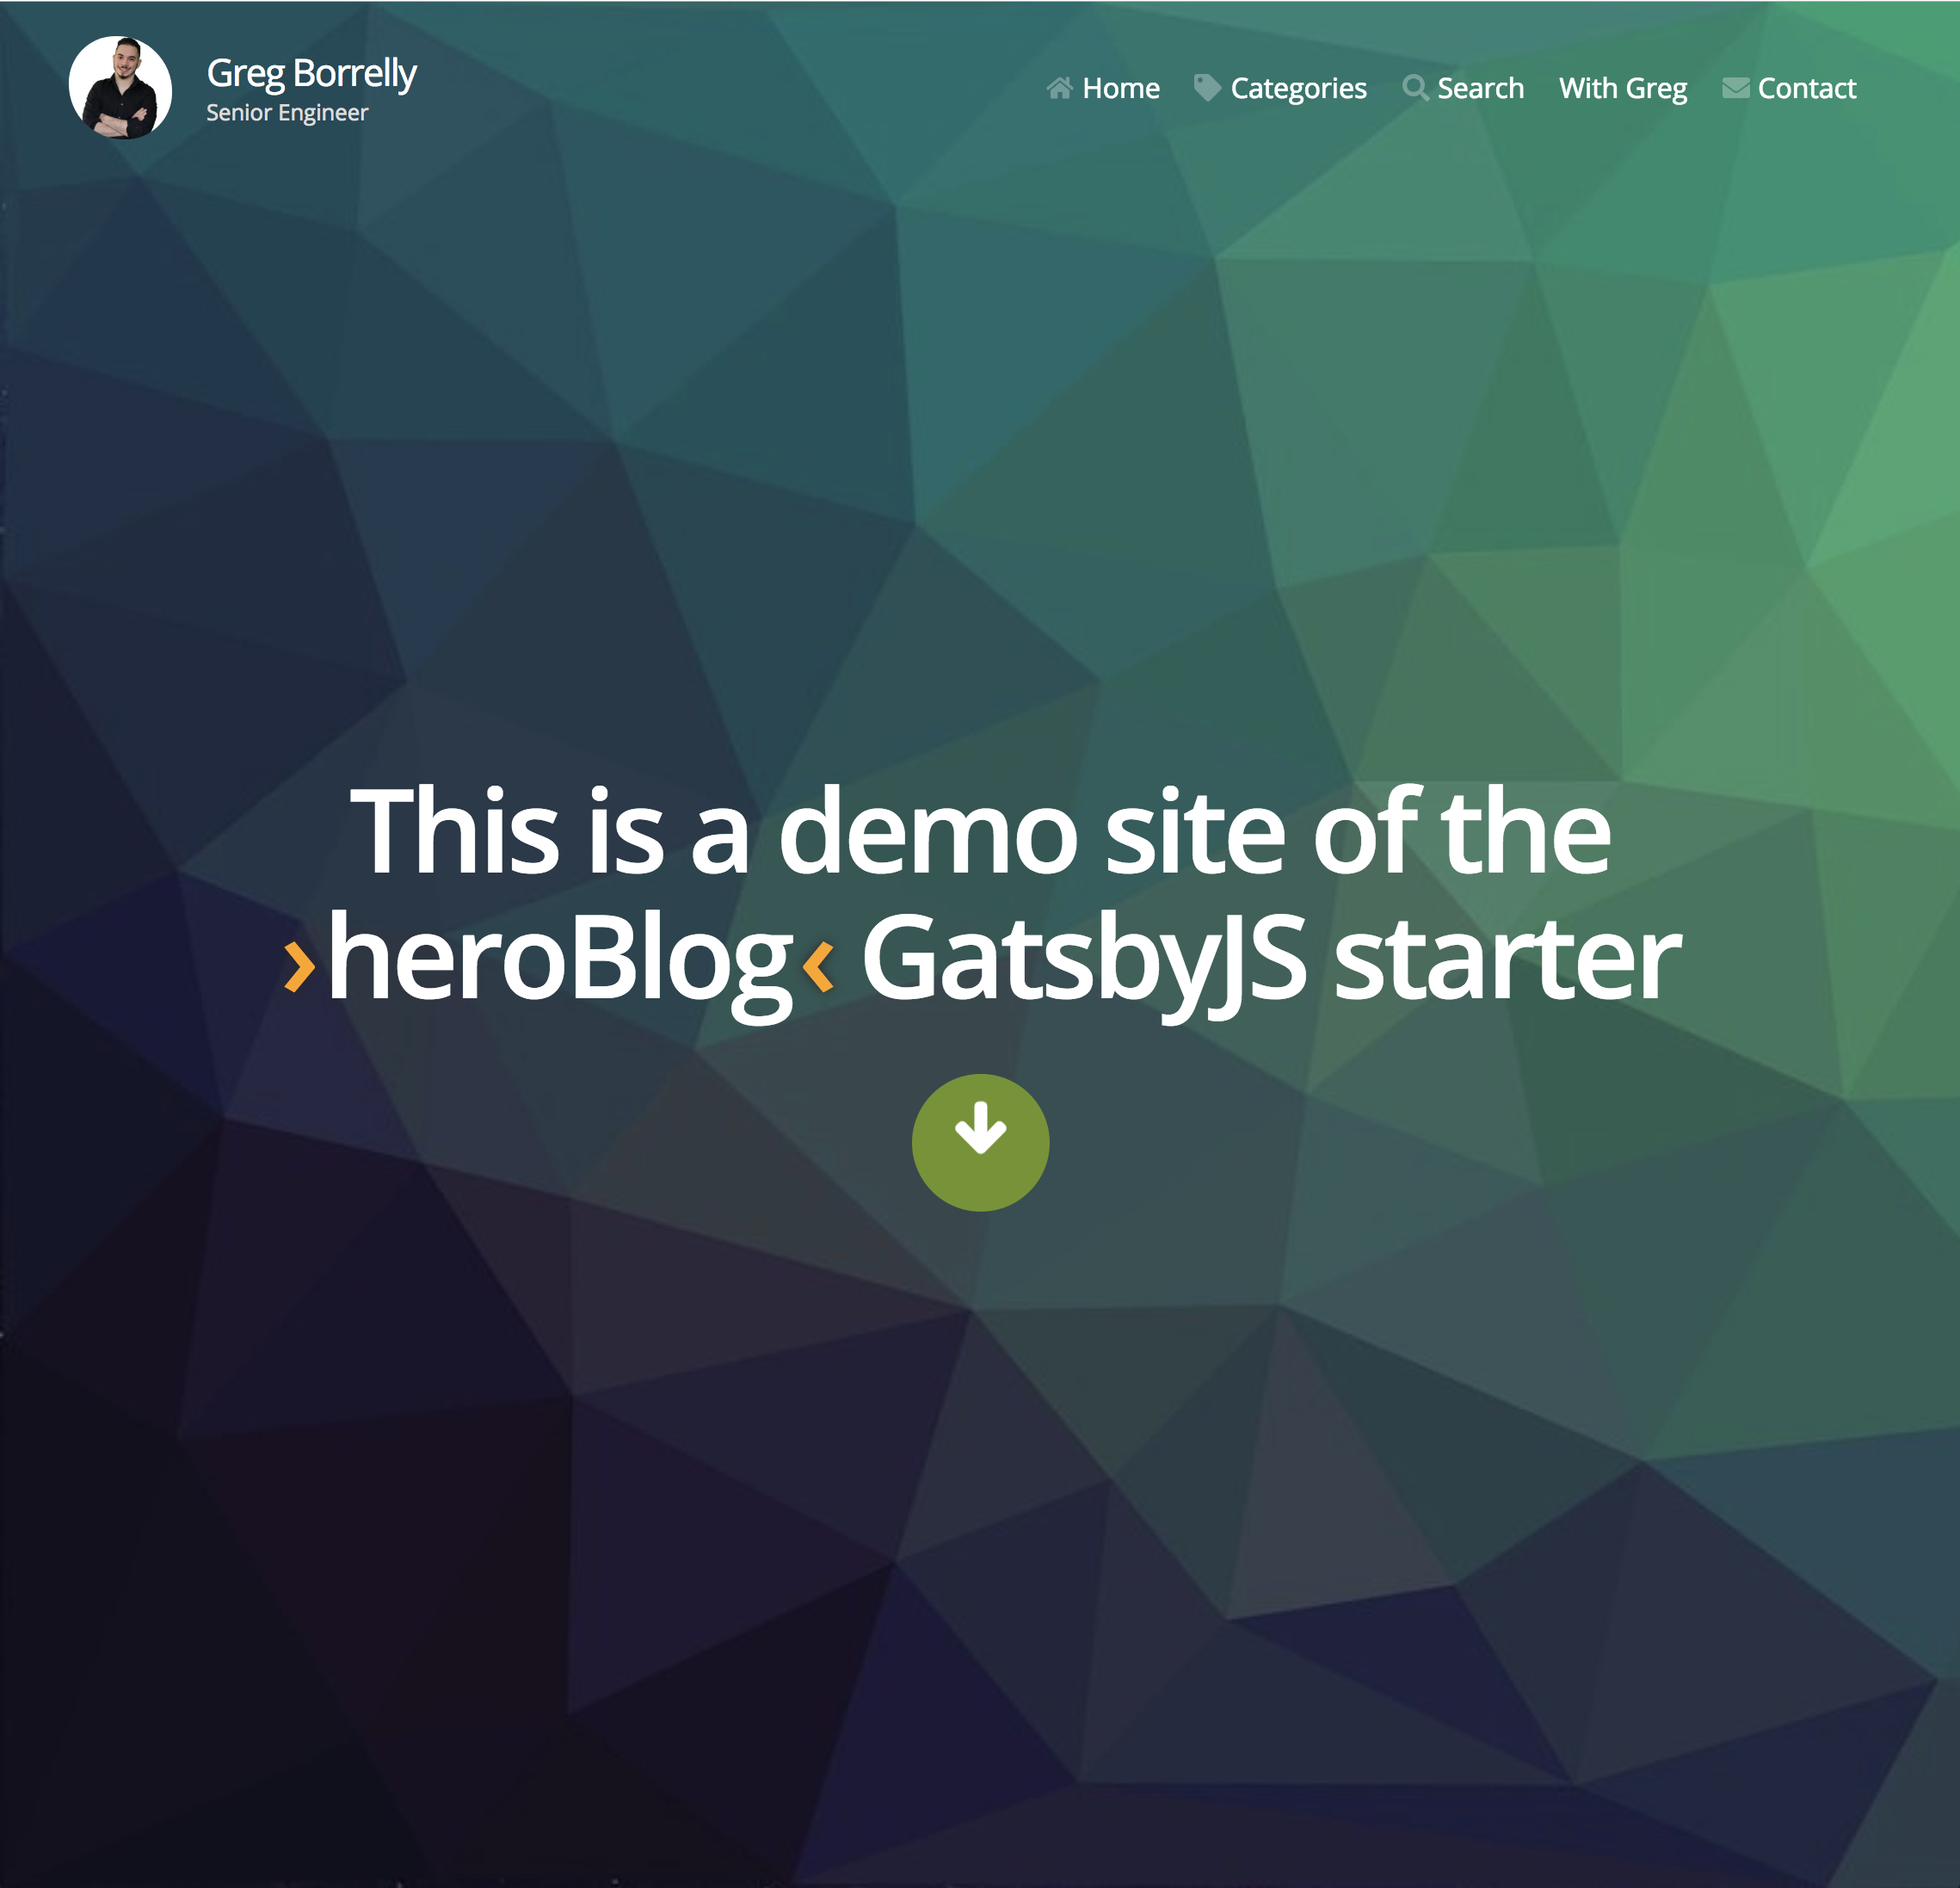 Greg Borrelly
Senior Engineer
Home Categories Search With Greg Contact
This is a demo site of the
›heroBlog‹ GatsbyJS starter